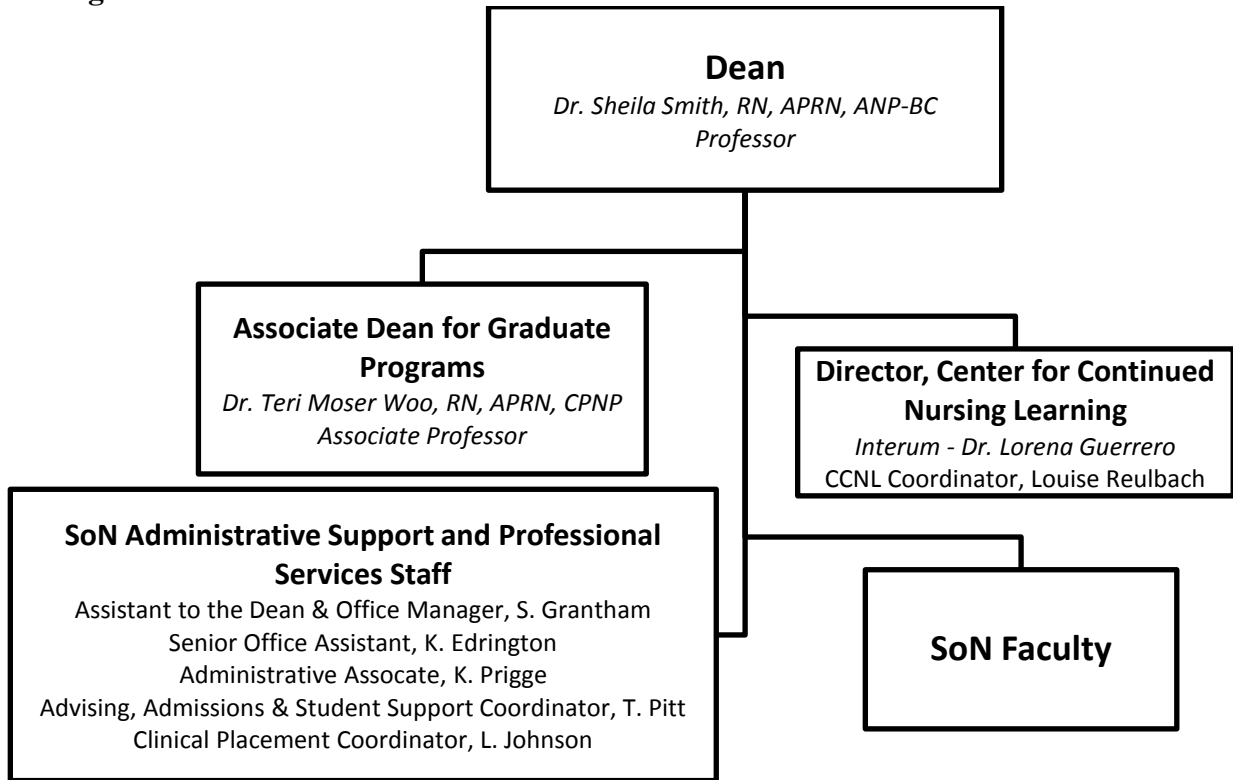 Dean
Dr. Sheila Smith, RN, APRN, ANP-BC
Professor
Associate Dean for Graduate
Programs
Dr. Teri Moser Woo, RN, APRN, CPNP
Associate Professor
Director, Center for Continued
Nursing Learning
Interum - Dr. Lorena Guerrero
CCNL Coordinator, Louise Reulbach
SoN Administrative Support and Professional
Services Staff
Assistant to the Dean & Office Manager, S. Grantham
Senior Office Assistant, K. Edrington
Administrative Assocate, K. Prigge
Advising, Admissions & Student Support Coordinator, T. Pitt
Clinical Placement Coordinator, L. Johnson
SoN Faculty